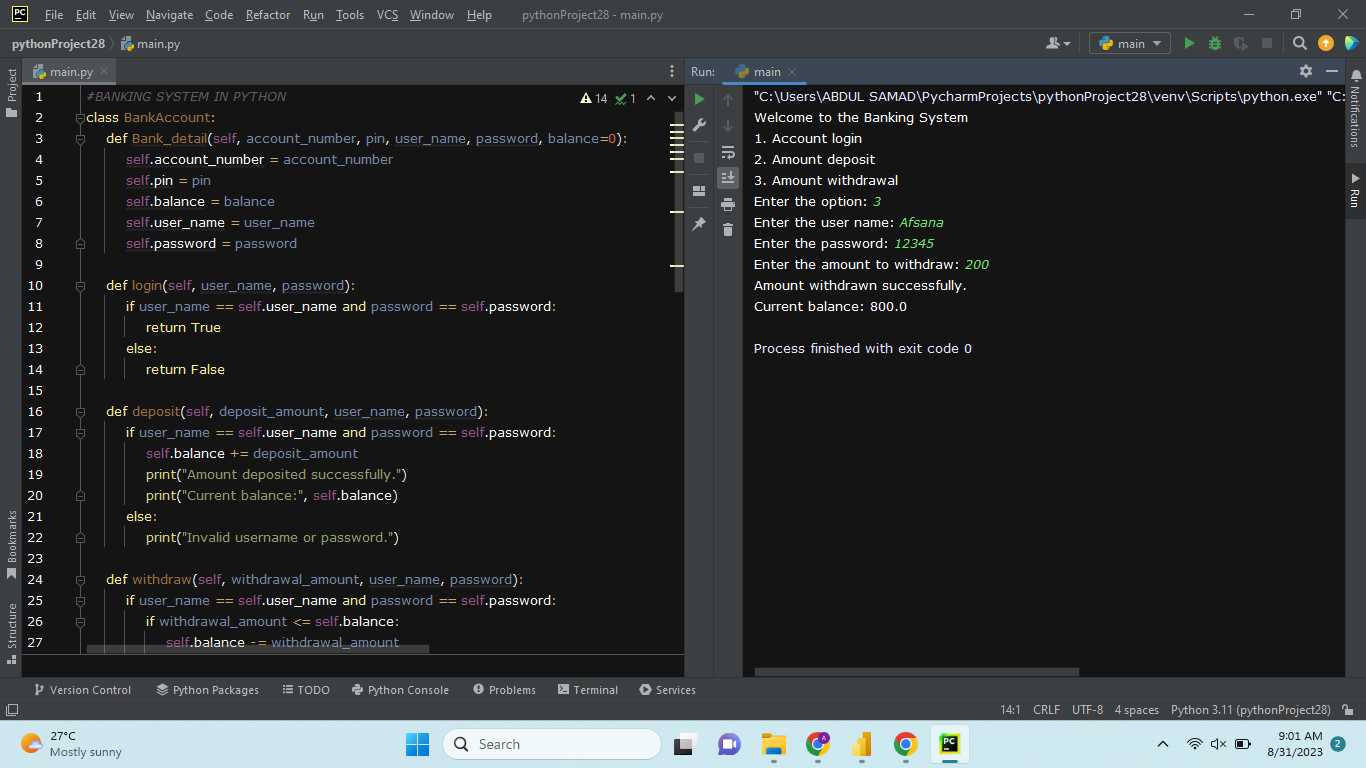 File Edit View Navigate Code Refactor Run Tools VCS Window Help pythonProject28 - main.py
pythonProject28 main.py main
Project
main.py
Run: main
14 1
1 #BANKING SYSTEM IN PYTHON
2 class BankAccount:
3 def Bank_detail(self, account_number, pin, user_name, password, balance=0):
4 self.account_number = account_number
5 self.pin = pin
6 self.balance = balance
7 self.user_name = user_name
8 self.password = password
9
10 def login(self, user_name, password):
11 if user_name == self.user_name and password == self.password:
12 return True
13 else:
14 return False
15
16 def deposit(self, deposit_amount, user_name, password):
17 if user_name == self.user_name and password == self.password:
18 self.balance += deposit_amount
19 print("Amount deposited successfully.")
20 print("Current balance:", self.balance)
21 else:
22 print("Invalid username or password.")
23
24 def withdraw(self, withdrawal_amount, user_name, password):
25 if user_name == self.user_name and password == self.password:
26 if withdrawal_amount <= self.balance:
27 self.balance -= withdrawal_amount
"C:\Users\ABDUL SAMAD\PycharmProjects\pythonProject28\venv\Scripts\python.exe" "C:
Welcome to the Banking System
1. Account login
2. Amount deposit
3. Amount withdrawal
Enter the option: 3
Enter the user name: Afsana
Enter the password: 12345
Enter the amount to withdraw: 200
Amount withdrawn successfully.
Current balance: 800.0
Process finished with exit code 0
Notifications
Run
Bookmarks
Structure
Version Control Python Packages TODO Python Console Problems Terminal Services
14:1 CRLF UTF-8 4 spaces Python 3.11 (pythonProject28)
27°C
Mostly sunny
Search
A
PC
9:01 AM
8/31/2023
2